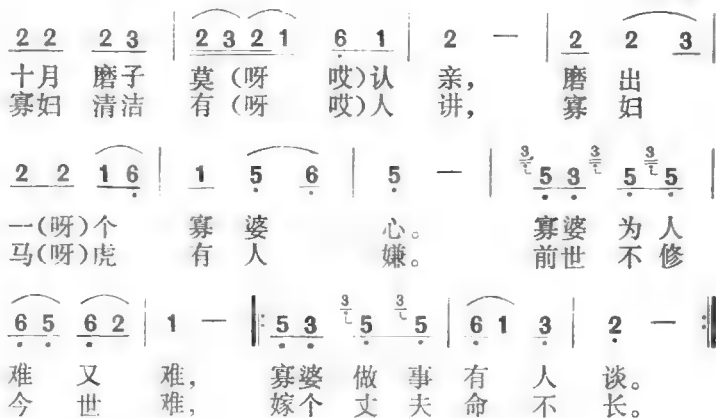 2 2 2 3 | 2 3 2 1 6 1 | 2 — | 2 2 3
十月 磨子 莫(呀 哎)认 亲, 磨 出
寡妇 清洁 有(呀 哎)人 讲, 寡 妇
2 2 1 6 | 1 5 6 | 5 — | 3 5 3 3 5 3 5 |
一(呀)个 寡 婆 心。 寡婆 为 人
马(呀)虎 有 人 嫌。 前世 不 修
6 5 6 2 | 1 — ‖: 5 3 3 5 3 5 | 6 1 3 | 2 — :‖
难 又 难, 寡婆 做 事 有 人 谈。
今 世 难, 嫁个 丈 夫 命 不 长。